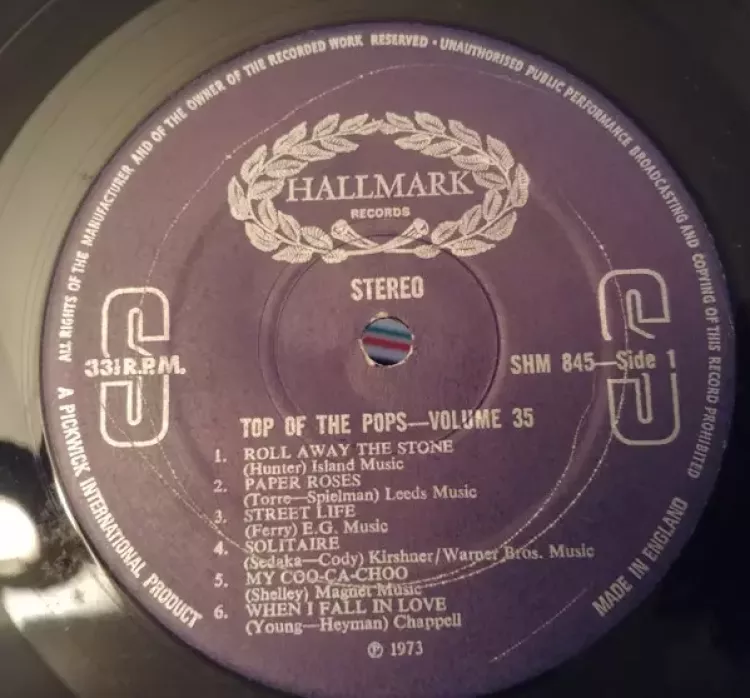 ALL RIGHTS OF THE MANUFACTURER AND OF THE OWNER OF THE RECORDED WORK RESERVED · UNAUTHORISED PUBLIC PERFORMANCE BROADCASTING AND COPYING OF THIS RECORD PROHIBITED
HALLMARK
RECORDS
STEREO
S
S
33⅓ R.P.M.
SHM 845—Side 1
TOP OF THE POPS—VOLUME 35
1. ROLL AWAY THE STONE
(Hunter) Island Music
2. PAPER ROSES
(Torre—Spielman) Leeds Music
3. STREET LIFE
(Ferry) E.G. Music
4. SOLITAIRE
(Sedaka—Cody) Kirshner/Warner Bros. Music
5. MY COO-CA-CHOO
(Shelley) Magnet Music
6. WHEN I FALL IN LOVE
(Young—Heyman) Chappell
℗ 1973
A PICKWICK INTERNATIONAL PRODUCT
MADE IN ENGLAND